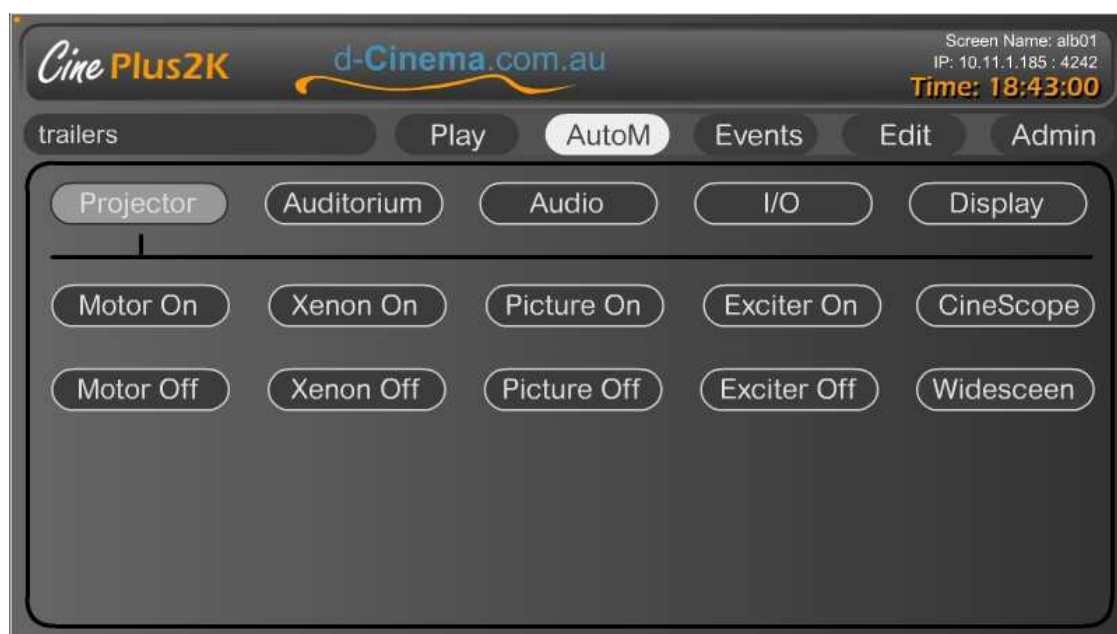 Cine Plus2K
d-Cinema.com.au
Screen Name: alb01
IP: 10.11.1.185 : 4242
Time: 18:43:00
trailers Play AutoM Events Edit Admin
Projector Auditorium Audio I/O Display
Motor On Xenon On Picture On Exciter On CineScope
Motor Off Xenon Off Picture Off Exciter Off Widesceen